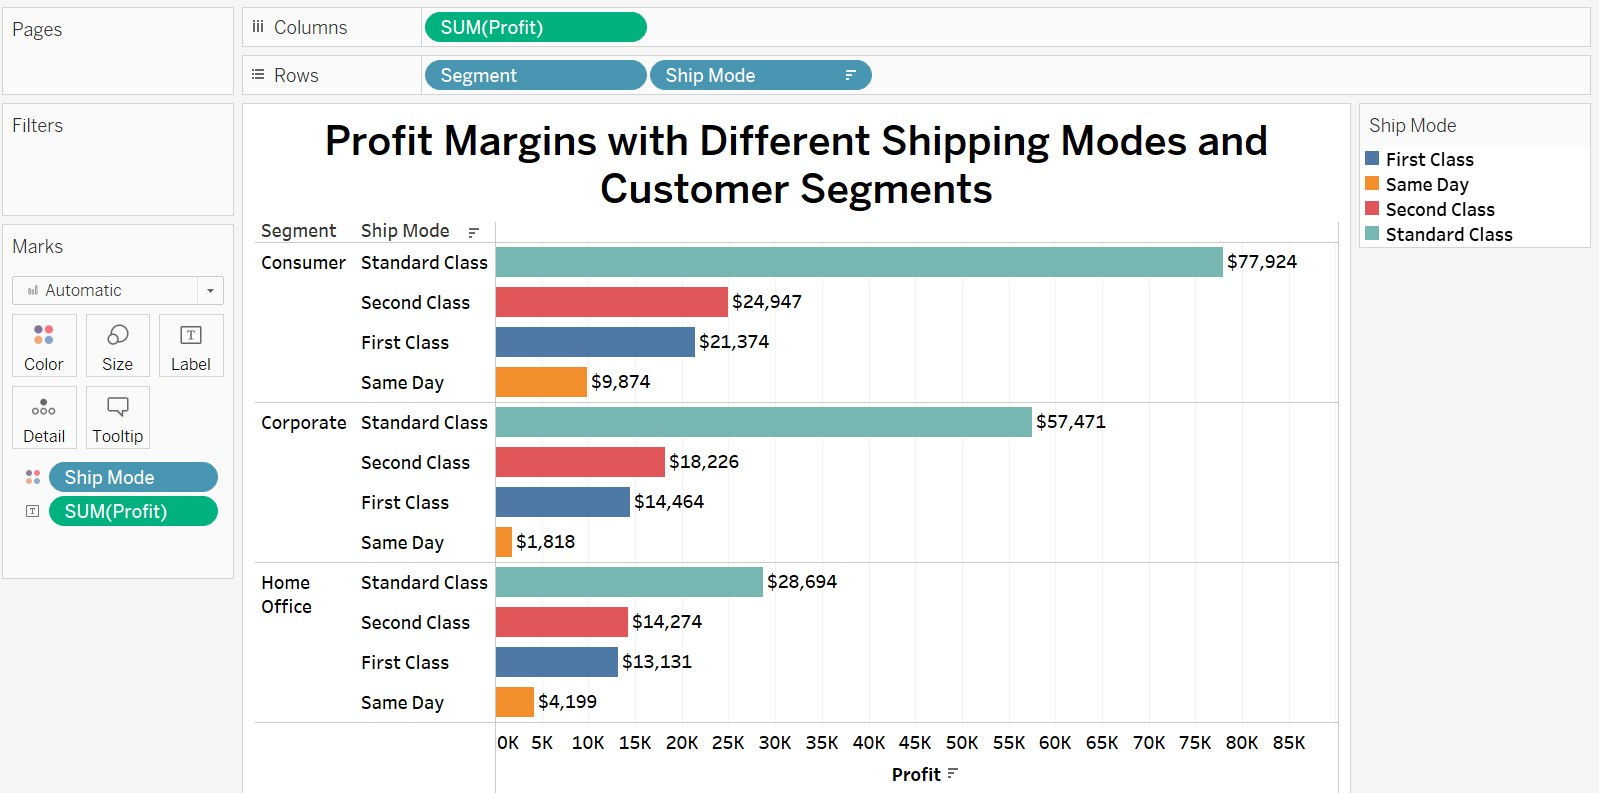 Pages
iii Columns SUM(Profit)
Rows Segment Ship Mode
Filters
Marks
Automatic
Color Size Label
Detail Tooltip
Ship Mode
SUM(Profit)
Profit Margins with Different Shipping Modes and
Customer Segments
Segment Ship Mode
Consumer Standard Class $77,924
Second Class $24,947
First Class $21,374
Same Day $9,874
Corporate Standard Class $57,471
Second Class $18,226
First Class $14,464
Same Day $1,818
Home Standard Class $28,694
Office
Second Class $14,274
First Class $13,131
Same Day $4,199
0K 5K 10K 15K 20K 25K 30K 35K 40K 45K 50K 55K 60K 65K 70K 75K 80K 85K
Profit
Ship Mode
First Class
Same Day
Second Class
Standard Class